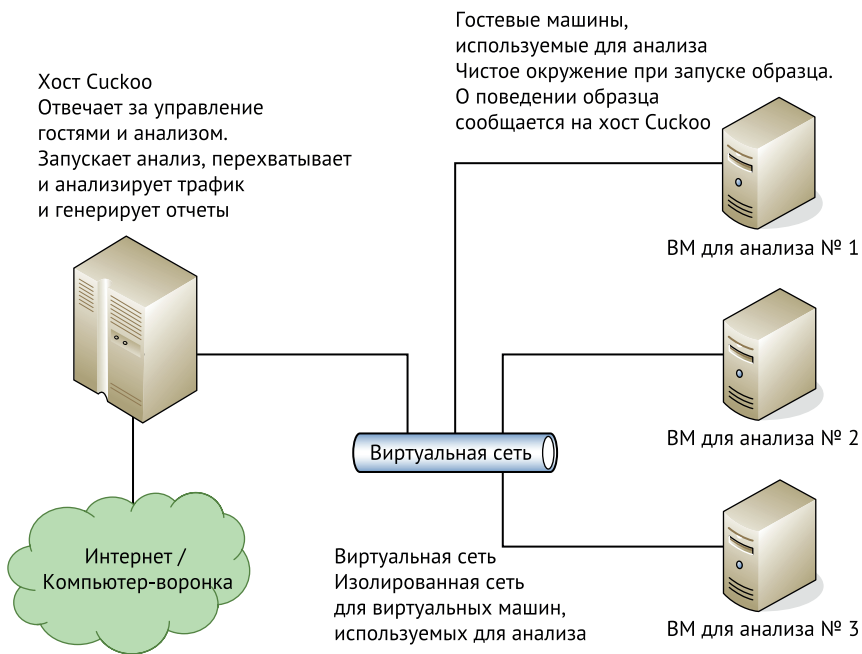 Гостевые машины,
используемые для анализа
Чистое окружение при запуске образца.
О поведении образца
сообщается на хост Cuckoo
Хост Cuckoo
Отвечает за управление
гостями и анализом.
Запускает анализ, перехватывает
и анализирует трафик
и генерирует отчеты
ВМ для анализа № 1
ВМ для анализа № 2
Виртуальная сеть
Интернет /
Компьютер-воронка
Виртуальная сеть
Изолированная сеть
для виртуальных машин,
используемых для анализа
ВМ для анализа № 3